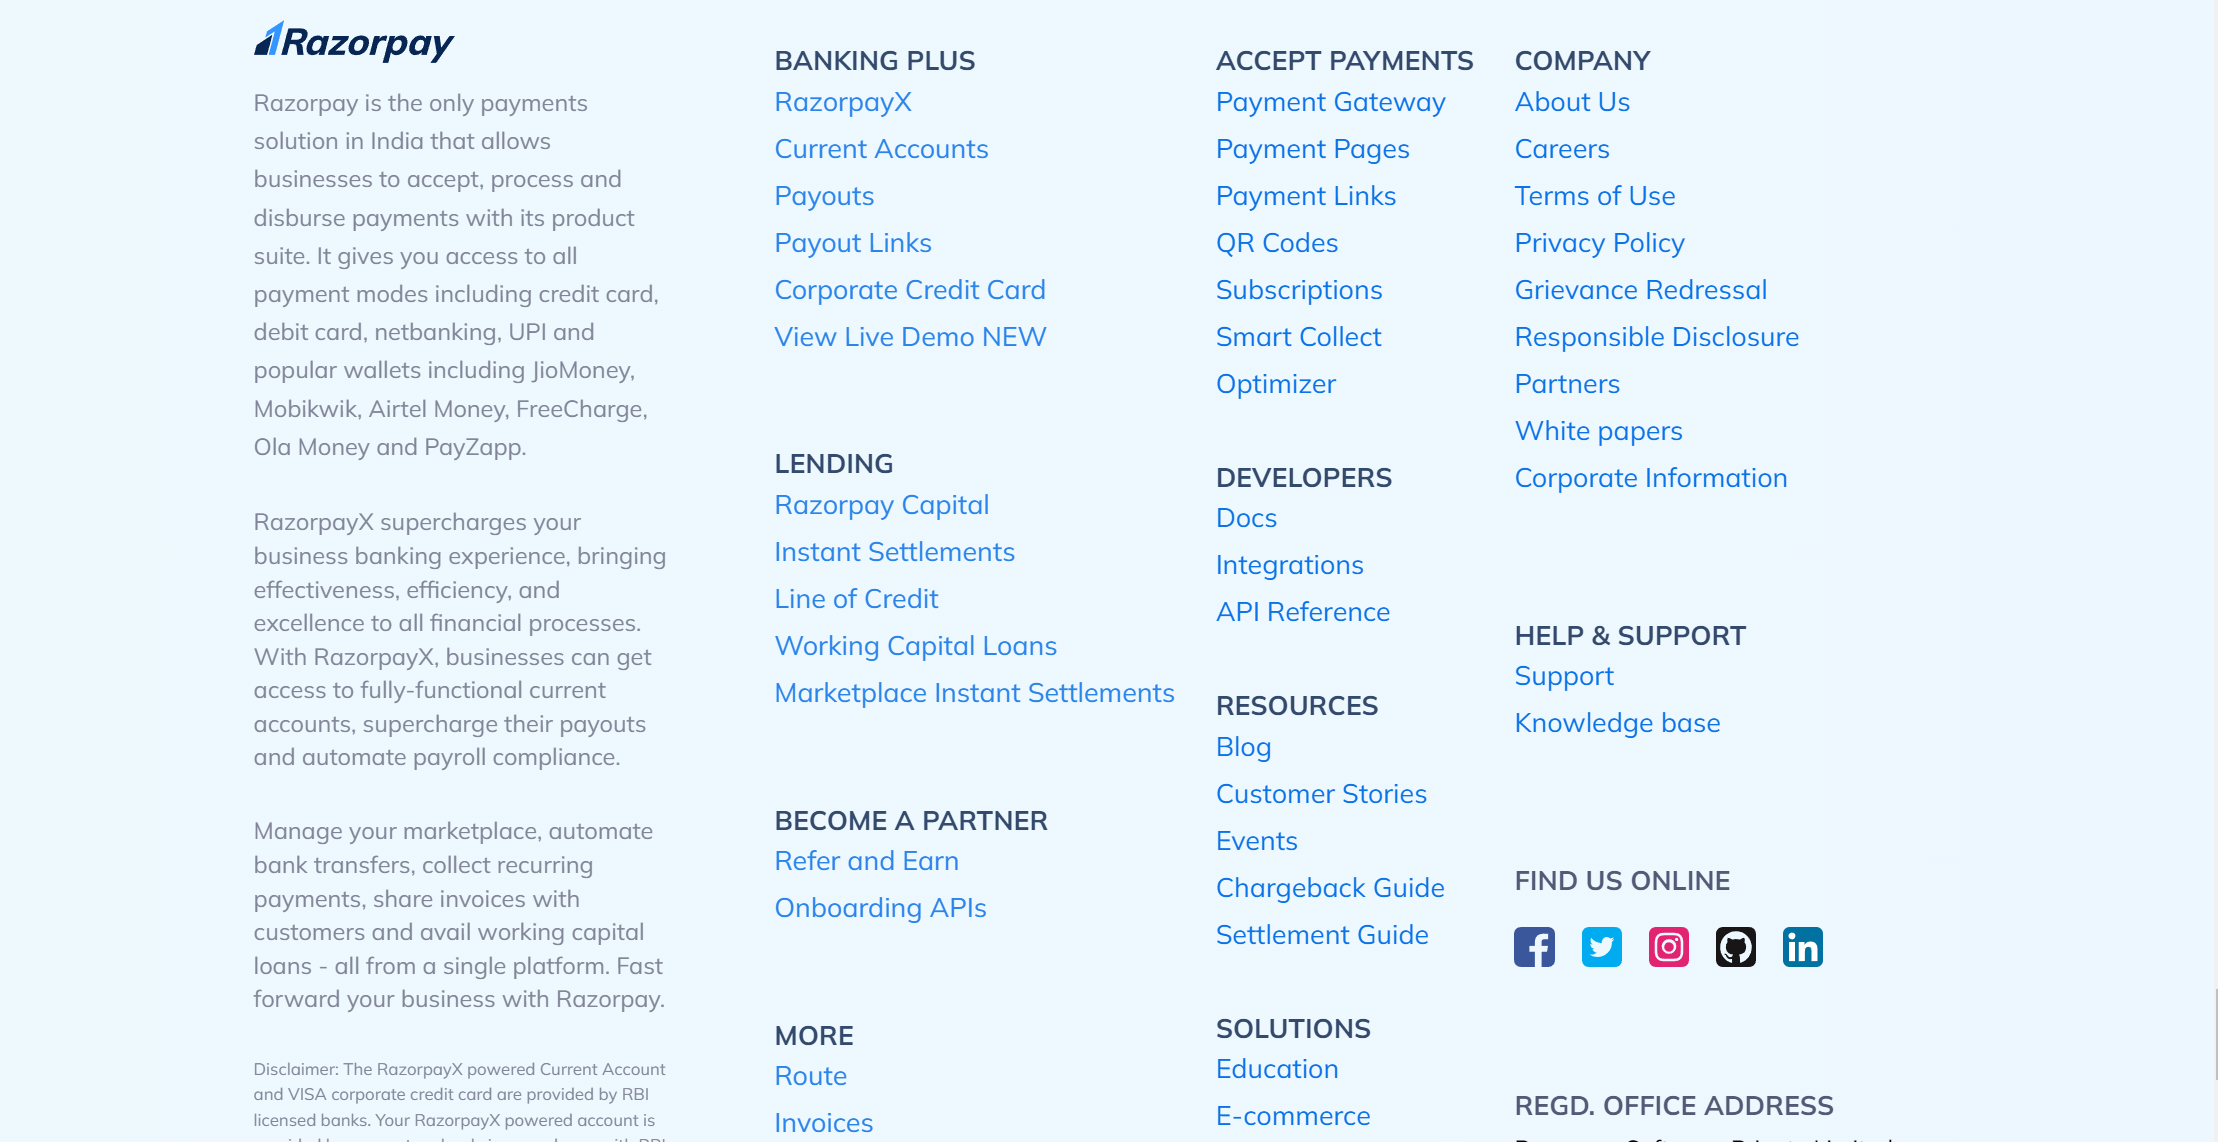 Razorpay
Razorpay is the only payments
solution in India that allows
businesses to accept, process and
disburse payments with its product
suite. It gives you access to all
payment modes including credit card,
debit card, netbanking, UPI and
popular wallets including JioMoney,
Mobikwik, Airtel Money, FreeCharge,
Ola Money and PayZapp.
RazorpayX supercharges your
business banking experience, bringing
effectiveness, efficiency, and
excellence to all financial processes.
With RazorpayX, businesses can get
access to fully-functional current
accounts, supercharge their payouts
and automate payroll compliance.
Manage your marketplace, automate
bank transfers, collect recurring
payments, share invoices with
customers and avail working capital
loans - all from a single platform. Fast
forward your business with Razorpay.
Disclaimer: The RazorpayX powered Current Account
and VISA corporate credit card are provided by RBI
licensed banks. Your RazorpayX powered account is
BANKING PLUS
RazorpayX
Current Accounts
Payouts
Payout Links
Corporate Credit Card
View Live Demo NEW
LENDING
Razorpay Capital
Instant Settlements
Line of Credit
Working Capital Loans
Marketplace Instant Settlements
BECOME A PARTNER
Refer and Earn
Onboarding APIs
MORE
Route
Invoices
ACCEPT PAYMENTS
Payment Gateway
Payment Pages
Payment Links
QR Codes
Subscriptions
Smart Collect
Optimizer
DEVELOPERS
Docs
Integrations
API Reference
RESOURCES
Blog
Customer Stories
Events
Chargeback Guide
Settlement Guide
SOLUTIONS
Education
E-commerce
COMPANY
About Us
Careers
Terms of Use
Privacy Policy
Grievance Redressal
Responsible Disclosure
Partners
White papers
Corporate Information
HELP & SUPPORT
Support
Knowledge base
FIND US ONLINE
REGD. OFFICE ADDRESS